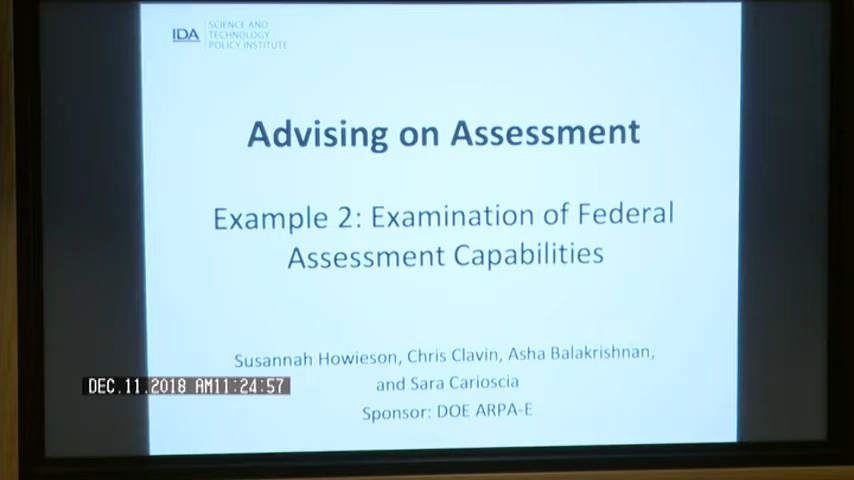 IDA
SCIENCE AND
TECHNOLOGY
POLICY INSTITUTE
Advising on Assessment
Example 2: Examination of Federal
Assessment Capabilities
Susannah Howieson, Chris Clavin, Asha Balakrishnan,
and Sara Carioscia
Sponsor: DOE ARPA-E
DEC.11.2018 AM11:24:57